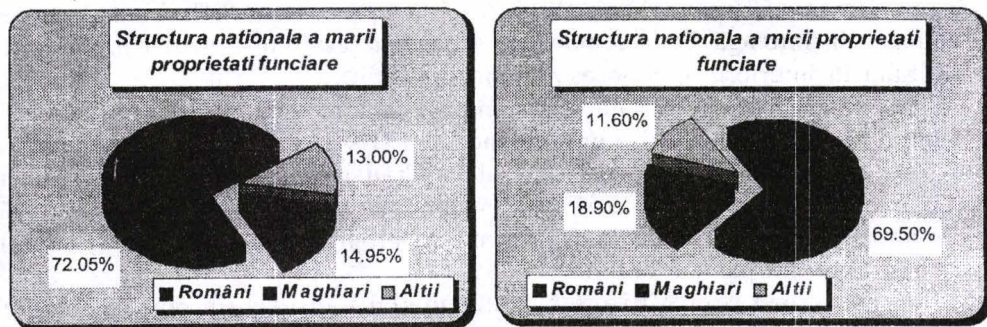 Structura nationala a marii
proprietati funciare
13.00%
72.05%
14.95%
Români Maghiari Altii
Structura nationala a micii proprietati
funciare
11.60%
18.90%
69.50%
Români Maghiari Altii